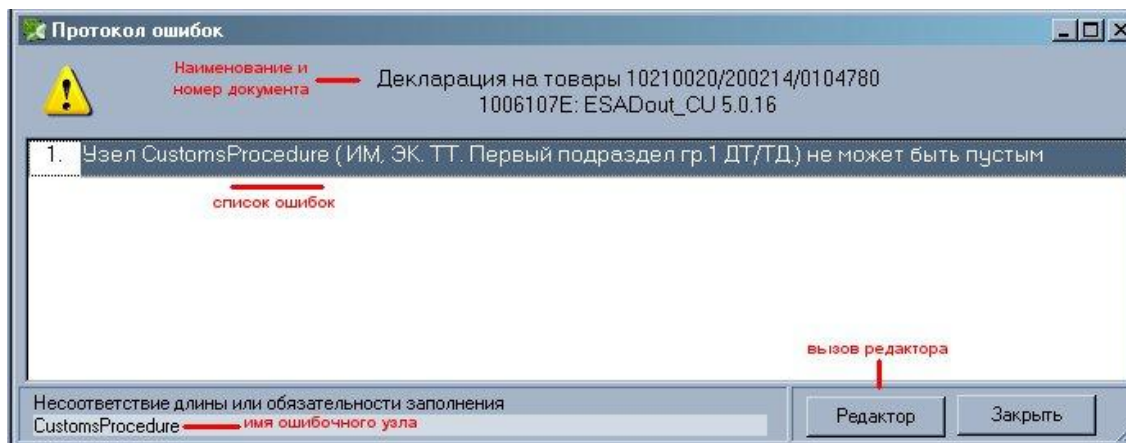 Протокол ошибок
Наименование и
номер документа
Декларация на товары 10210020/200214/0104780
1006107E: ESADout_CU 5.0.16
1. Узел CustomsProcedure ( ИМ, ЭК. ТТ. Первый подраздел гр.1 ДТ/ТД.) не может быть пустым
список ошибок
вызов редактора
Несоответствие длины или обязательности заполнения
CustomsProcedure
имя ошибочного узла
Редактор
Закрыть